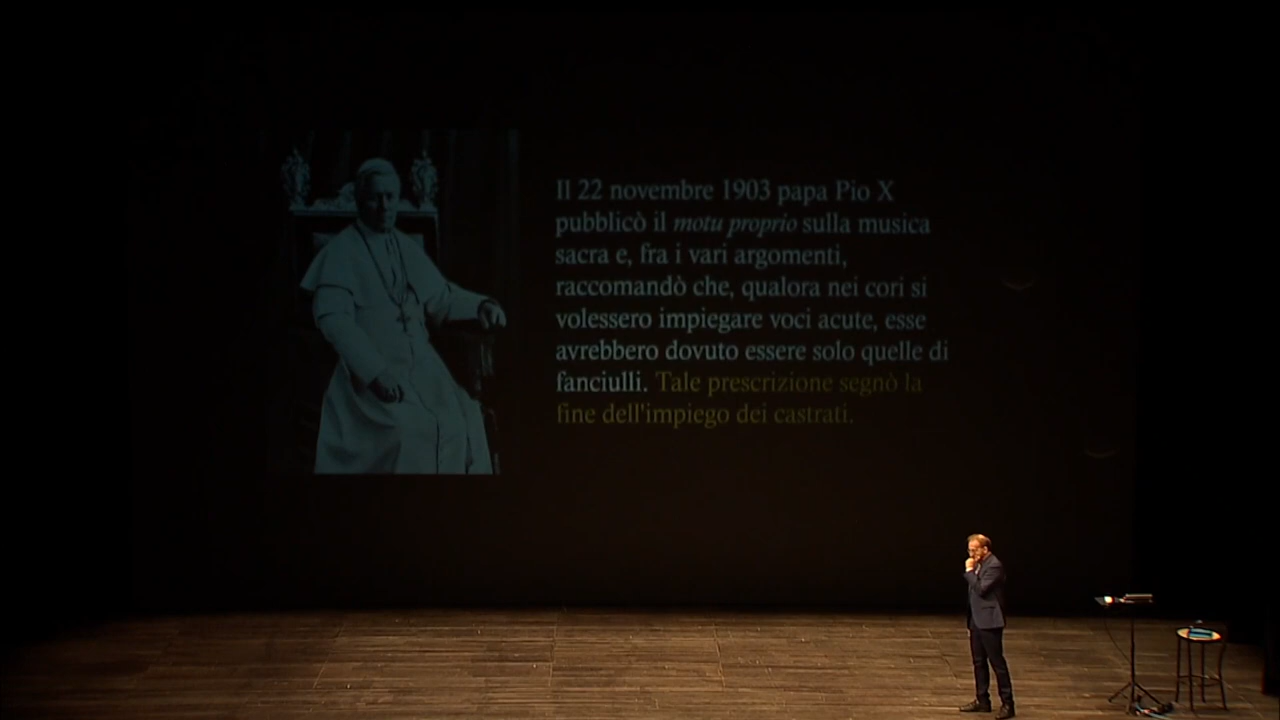 Il 22 novembre 1903 papa Pio X
pubblicò il motu proprio sulla musica
sacra e, fra i vari argomenti,
raccomandò che, qualora nei cori si
volessero impiegare voci acute, esse
avrebbero dovuto essere solo quelle di
fanciulli. Tale prescrizione segnò la
fine dell'impiego dei castrati.